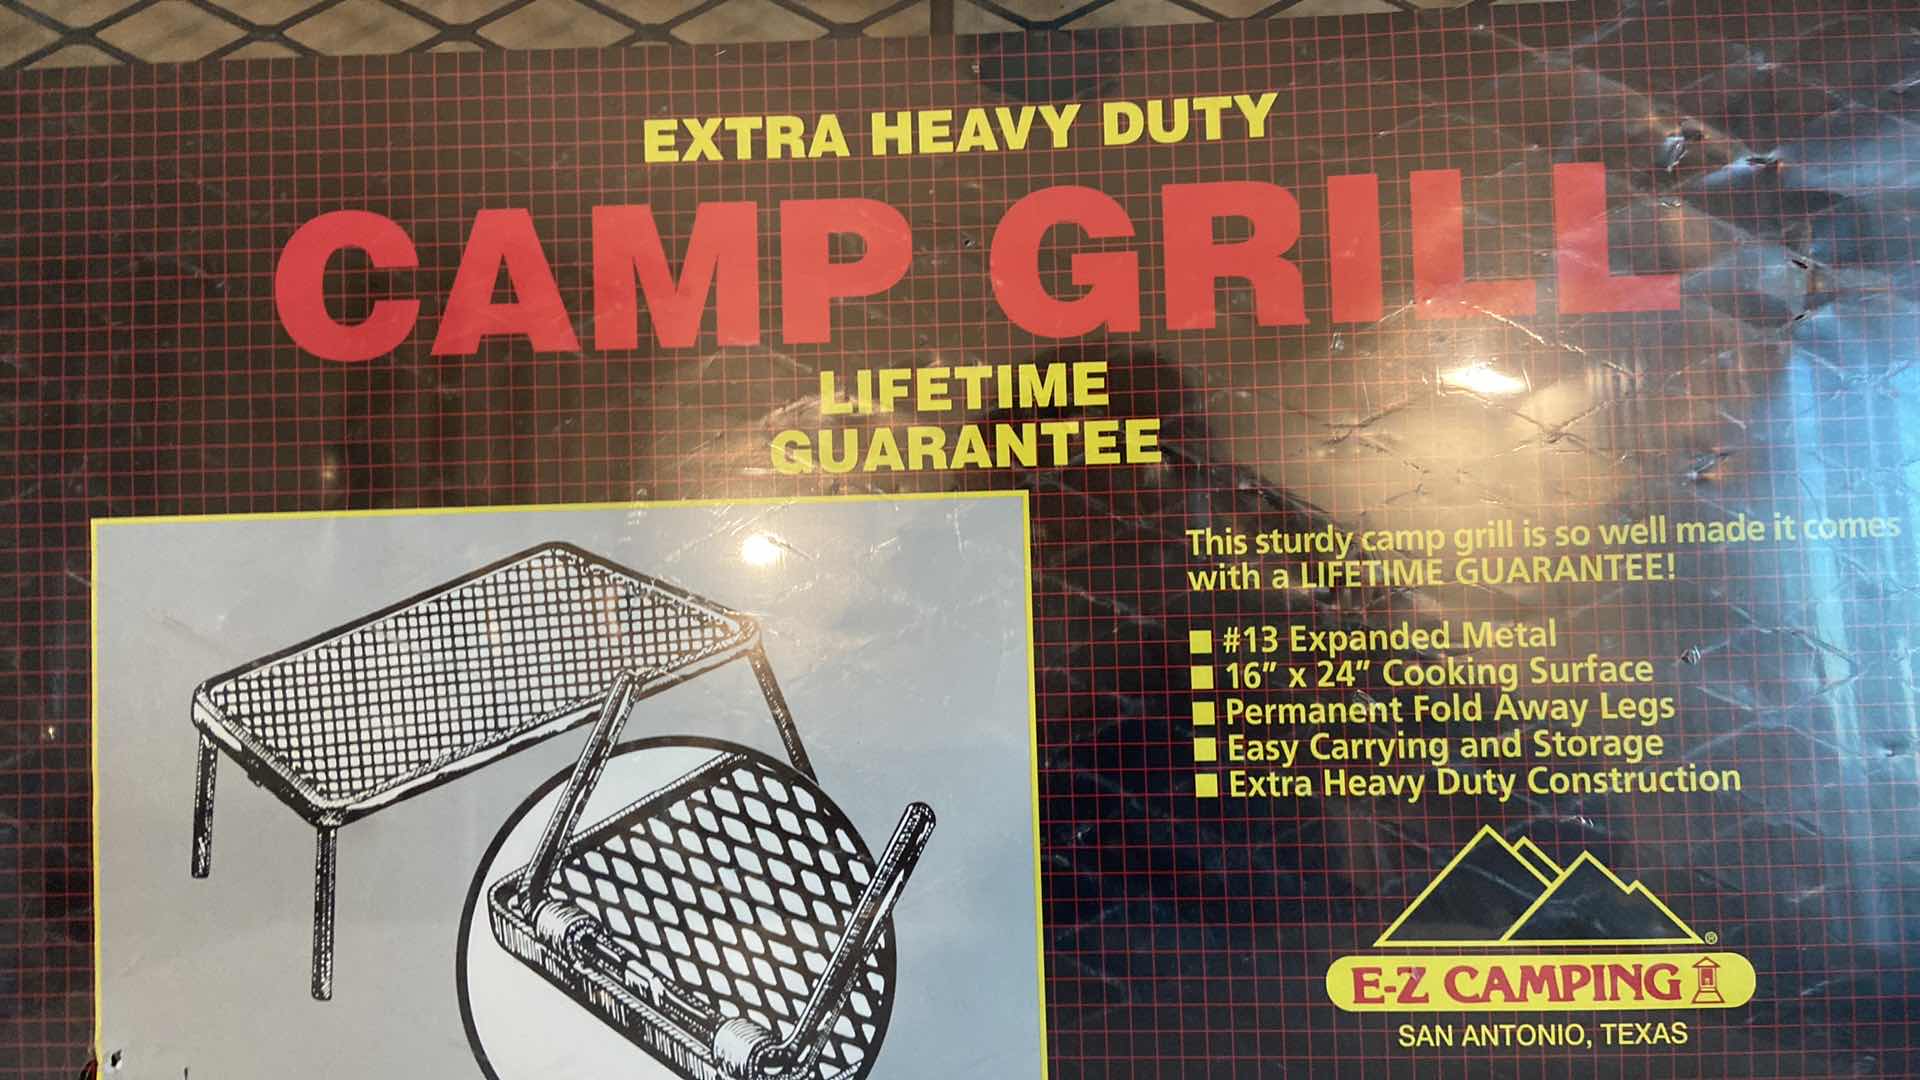 EXTRA HEAVY DUTY
CAMP GRILL
LIFETIME
GUARANTEE
This sturdy camp grill is so well made it comes
with a LIFETIME GUARANTEE!
■ #13 Expanded Metal
■ 16” x 24” Cooking Surface
■ Permanent Fold Away Legs
■ Easy Carrying and Storage
■ Extra Heavy Duty Construction
®
E-Z CAMPING
SAN ANTONIO, TEXAS